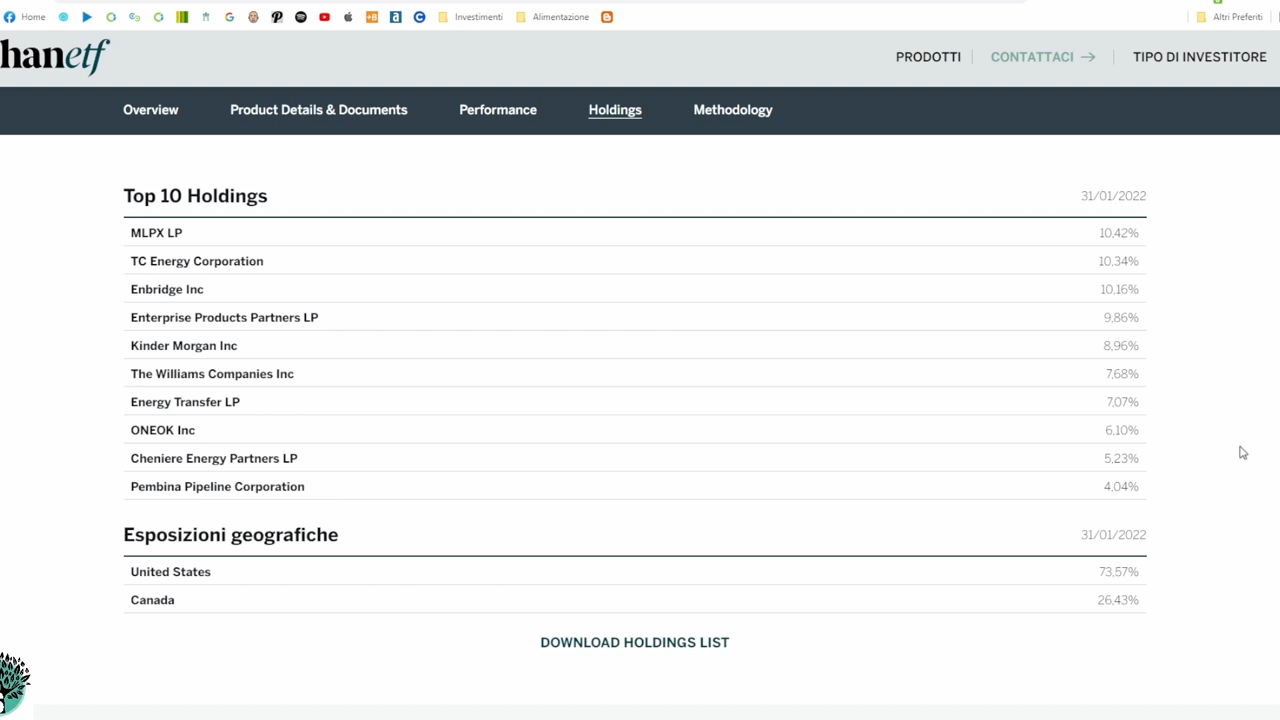 Home
Investimenti
Alimentazione
Altri Preferiti
hanetf
PRODOTTI
CONTATTACI →
TIPO DI INVESTITORE
Overview
Product Details & Documents
Performance
Holdings
Methodology
Top 10 Holdings 31/01/2022
MLPX LP 10,42%
TC Energy Corporation 10,34%
Enbridge Inc 10,16%
Enterprise Products Partners LP 9,86%
Kinder Morgan Inc 8,96%
The Williams Companies Inc 7,68%
Energy Transfer LP 7,07%
ONEOK Inc 6,10%
Cheniere Energy Partners LP 5,23%
Pembina Pipeline Corporation 4,04%
Esposizioni geografiche 31/01/2022
United States 73,57%
Canada 26,43%
DOWNLOAD HOLDINGS LIST